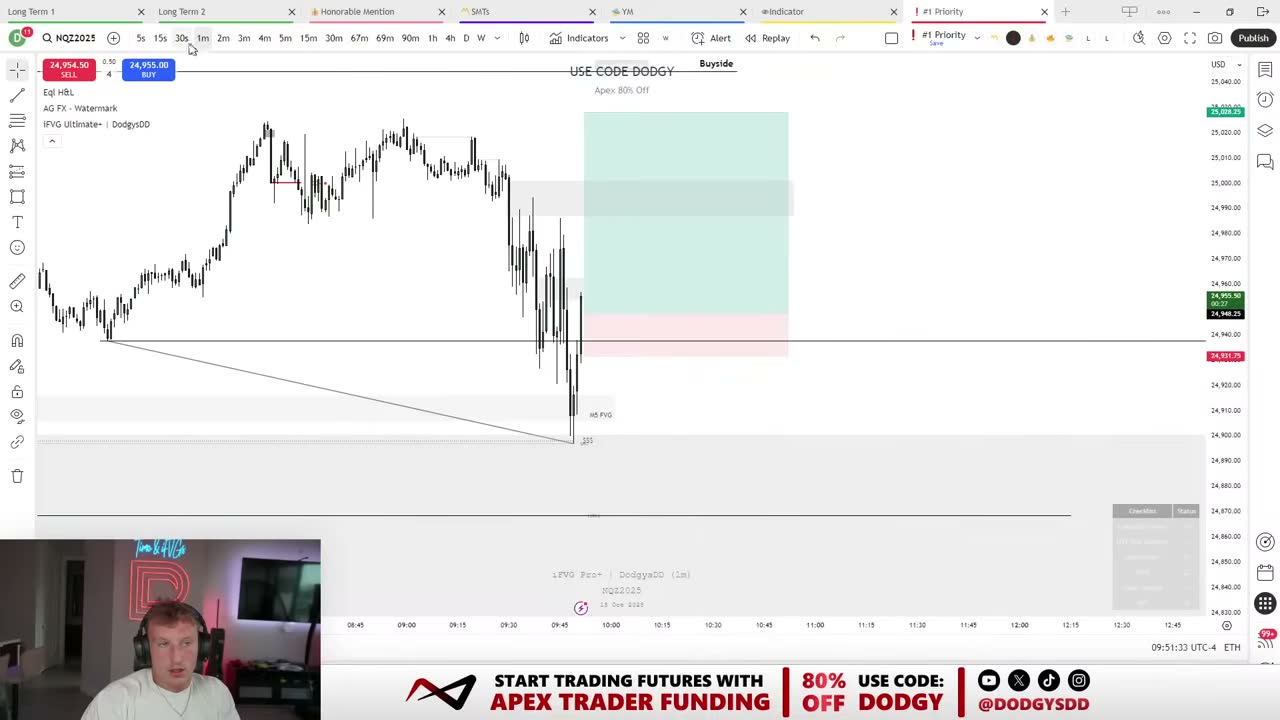 Long Term 1
Long Term 2
Honorable Mention
SMTs
YM
Indicator
#1 Priority
NQZ2025
5s 15s 30s 1m 2m 3m 4m 5m 15m 30m 67m 69m 90m 1h 4h D W
Indicators
w
Alert
Replay
#1 Priority
Save
L L
Publish
24,954.50
SELL
0.50
4
24,955.00
BUY
Eql H&L
AG FX - Watermark
iFVG Ultimate+ | DodgysDD
USE CODE DODGY
Apex 80% Off
Buyside
M5 FVG
$$$
USD
25,040.00
25,028.25
25,020.00
25,010.00
25,000.00
24,990.00
24,980.00
24,970.00
24,960.00
24,955.50
00:27
24,948.25
24,940.00
24,931.75
24,920.00
24,910.00
24,900.00
24,890.00
24,880.00
24,870.00
24,860.00
24,850.00
24,840.00
24,830.00
Checklist Status
iFVG Pro+ | DodgysDD (1m)
NQZ2025
08:45 09:00 09:15 09:30 09:45 10:00 10:15 10:30 10:45 11:00 11:15 11:30 11:45 12:00 12:15 12:30 12:45
09:51:33 UTC-4 ETH
11
99+
Time & iFVGs
D
START TRADING FUTURES WITH
APEX TRADER FUNDING
80%
OFF
USE CODE:
DODGY
@DODGYSDD